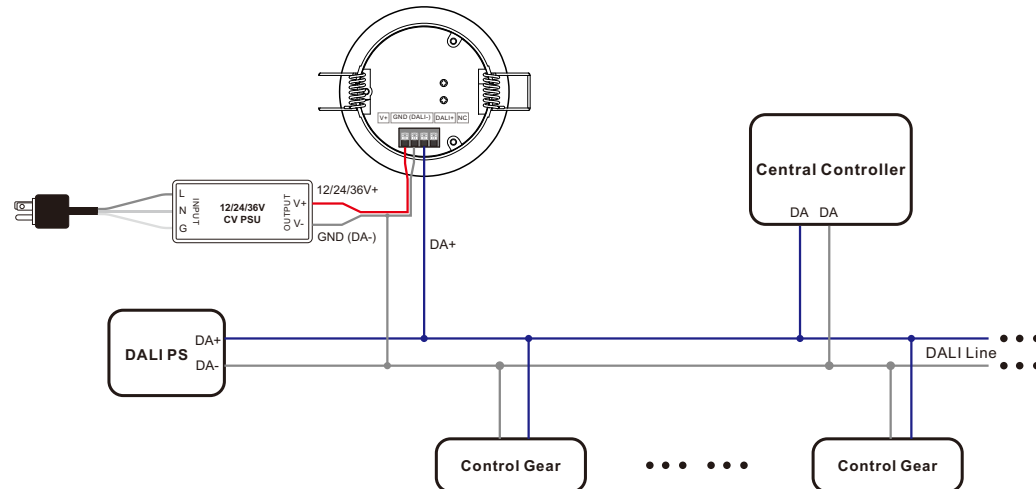 V+ GND (DALI-) DALI+ NC
Central Controller
DA DA
12/24/36V+
L
N
G
INPUT
12/24/36V
CV PSU
OUTPUT
V+
V-
GND (DA-)
DA+
DALI PS
DA+
DA-
DALI Line
Control Gear
Control Gear